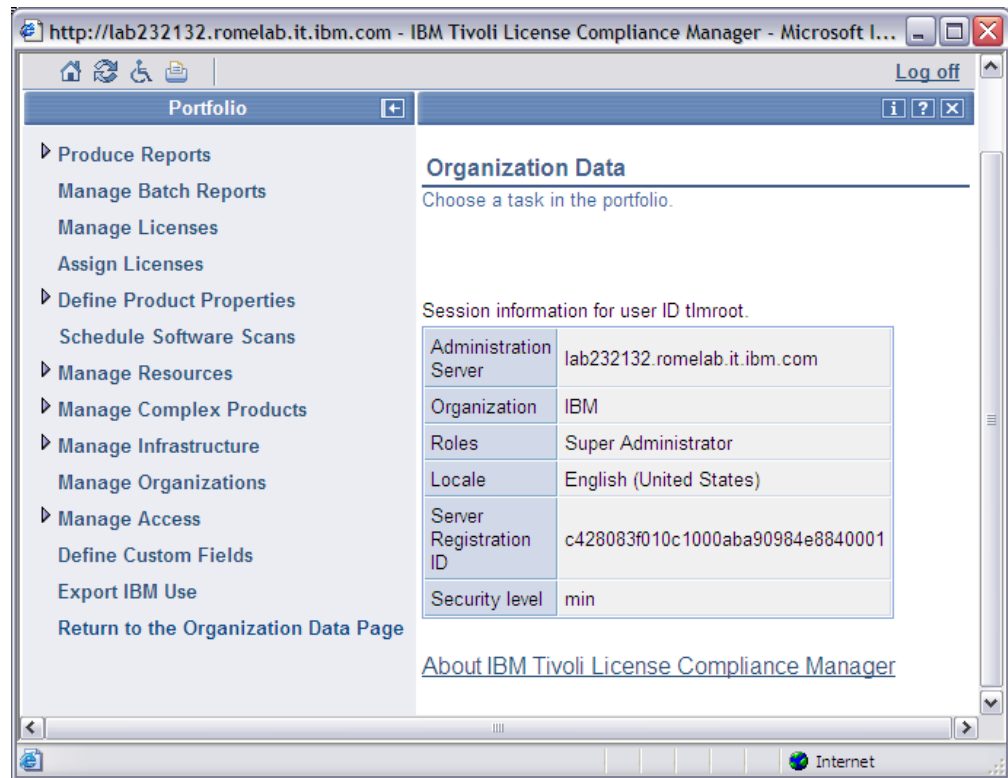 http://lab232132.romelab.it.ibm.com - IBM Tivoli License Compliance Manager - Microsoft I...
Log off
Portfolio
i ?
Produce Reports
Manage Batch Reports
Manage Licenses
Assign Licenses
Define Product Properties
Schedule Software Scans
Manage Resources
Manage Complex Products
Manage Infrastructure
Manage Organizations
Manage Access
Define Custom Fields
Export IBM Use
Return to the Organization Data Page
Organization Data
Choose a task in the portfolio.
Session information for user ID tlmroot.
Administration
Server
lab232132.romelab.it.ibm.com
Organization IBM
Roles Super Administrator
Locale English (United States)
Server
Registration
ID
c428083f010c1000aba90984e8840001
Security level min
About IBM Tivoli License Compliance Manager
Internet